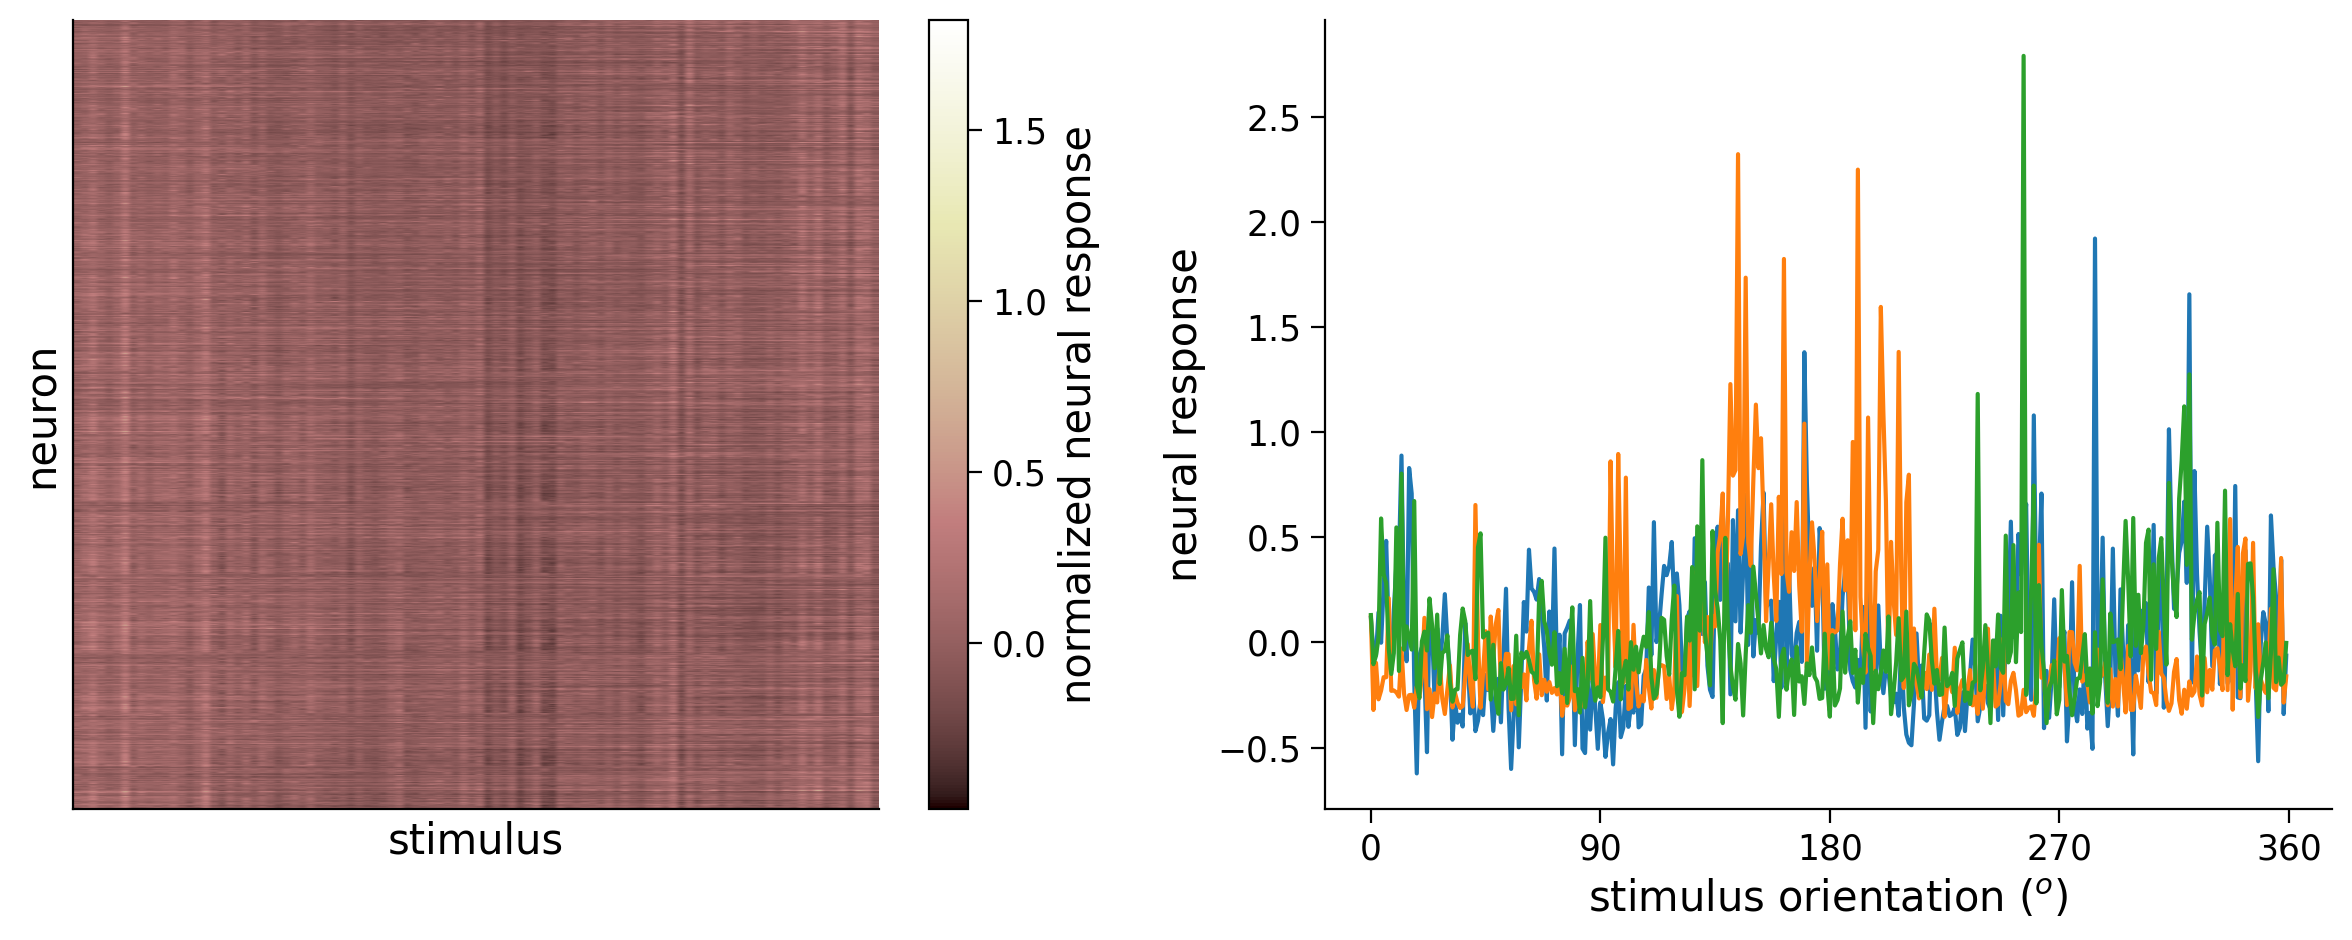 neuron
stimulus
1.5
1.0
0.5
0.0
normalized neural response
neural response
2.5
2.0
1.5
1.0
0.5
0.0
−0.5
0 90 180 270 360
stimulus orientation (°)